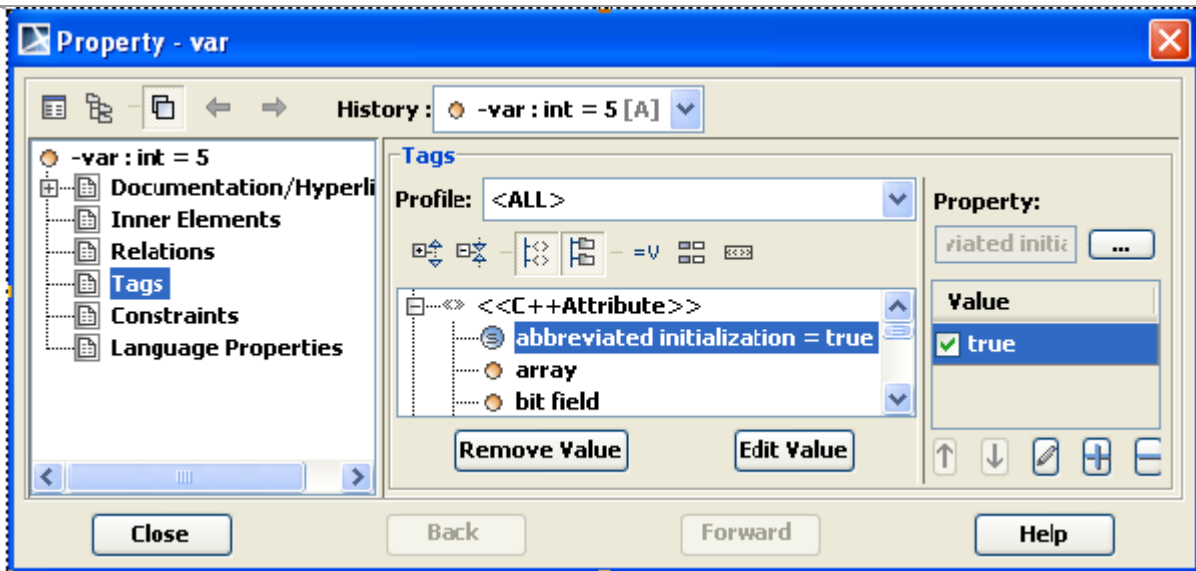 Property - var
History : -var : int = 5 [A]
-var : int = 5
Documentation/Hyperli
Inner Elements
Relations
Tags
Constraints
Language Properties
Tags
Profile: <ALL>
=V
<<C++Attribute>>
abbreviated initialization = true
array
bit field
Remove Value Edit Value
Property:
viated initia ...
Value
true
Close Back Forward Help